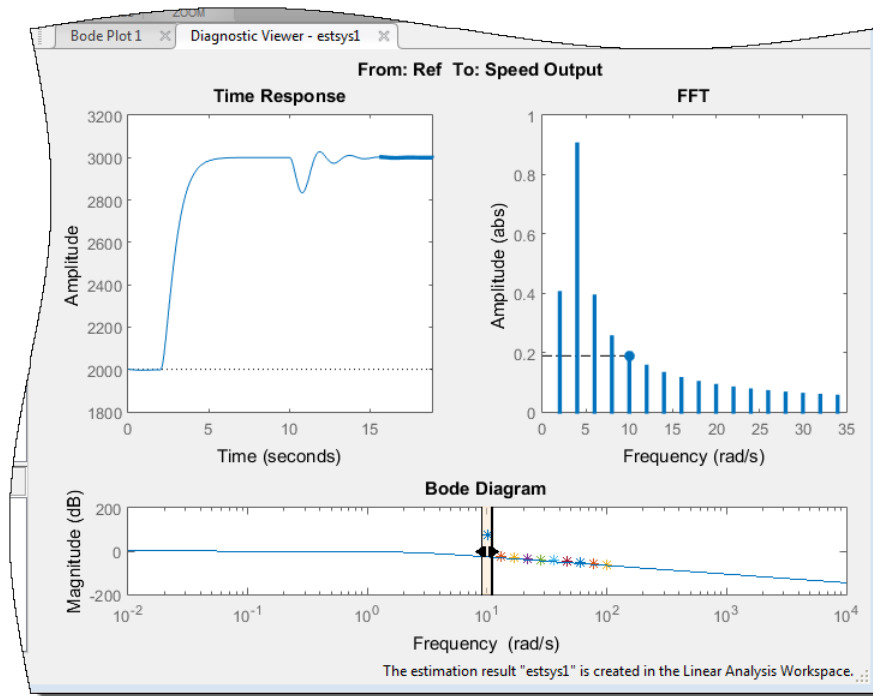 ZOOM
Bode Plot 1
Diagnostic Viewer - estsys1
From: Ref  To: Speed Output
Time Response
FFT
3200
3000
2800
2600
2400
2200
2000
1800
Amplitude
0
5
10
15
Time (seconds)
1
0.8
0.6
0.4
0.2
0
Amplitude (abs)
0
5
10
15
20
25
30
35
Frequency (rad/s)
Bode Diagram
200
0
-200
Magnitude (dB)
10-2
10-1
100
101
102
103
104
Frequency (rad/s)
The estimation result "estsys1" is created in the Linear Analysis Workspace.